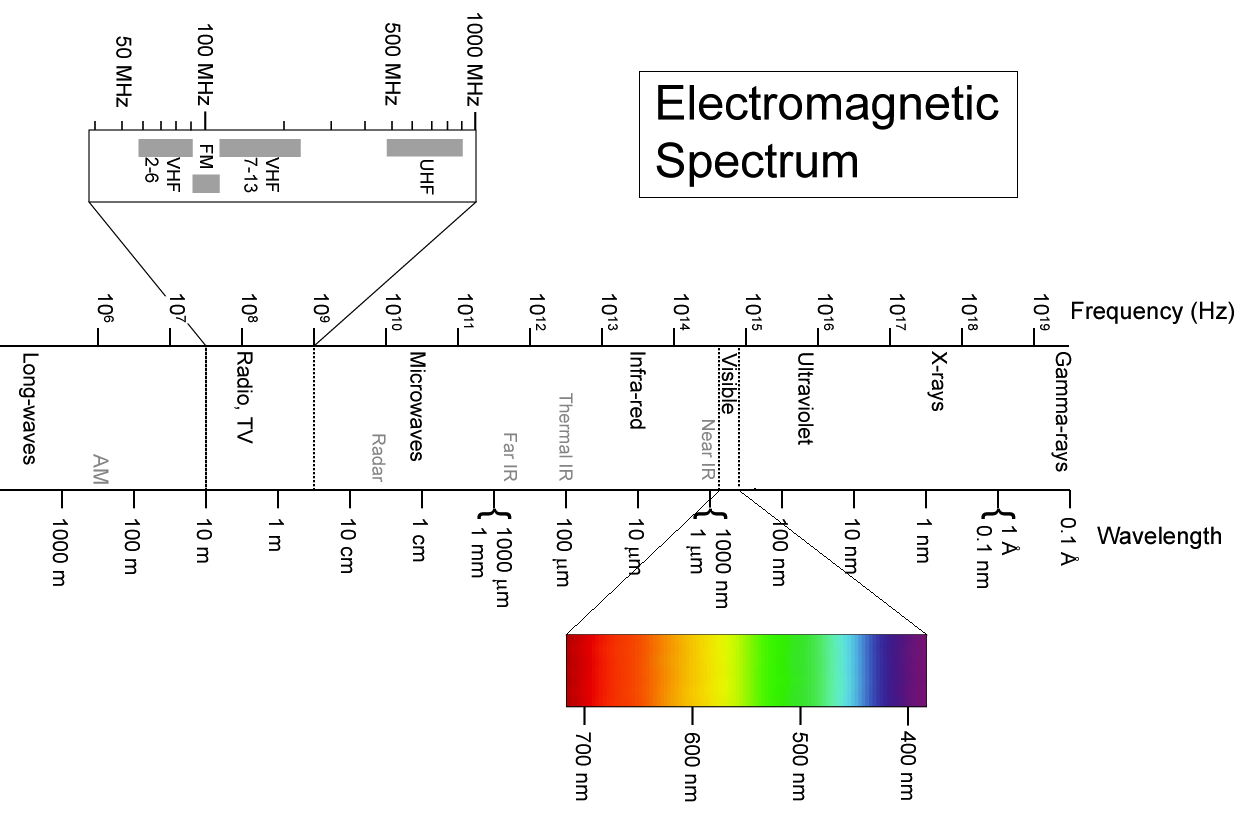 50 MHz
100 MHz
500 MHz
1000 MHz
VHF
2-6
FM
VHF
7-13
UHF
Electromagnetic
Spectrum
10⁶
10⁷
10⁸
10⁹
10¹⁰
10¹¹
10¹²
10¹³
10¹⁴
10¹⁵
10¹⁶
10¹⁷
10¹⁸
10¹⁹
Frequency (Hz)
Long-waves
Radio, TV
Microwaves
Infra-red
Visible
Ultraviolet
X-rays
Gamma-rays
AM
Radar
Far IR
Thermal IR
Near IR
1000 m
100 m
10 m
1 m
10 cm
1 cm
1000 µm
1 mm
100 µm
10 µm
1000 nm
1 µm
100 nm
10 nm
1 nm
1 Å
0.1 nm
0.1 Å
Wavelength
700 nm
600 nm
500 nm
400 nm